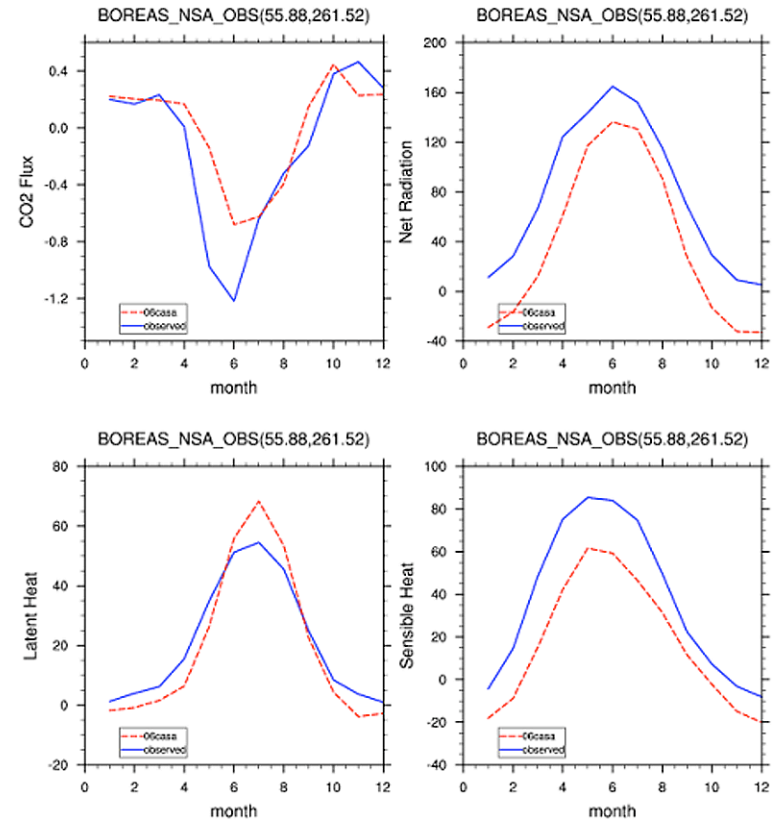 BOREAS_NSA_OBS(55.88,261.52)
CO2 Flux
0.4
0.0
-0.4
-0.8
-1.2
06casa
observed
0 2 4 6 8 10 12
month
BOREAS_NSA_OBS(55.88,261.52)
Net Radiation
200
160
120
80
40
0
-40
06casa
observed
0 2 4 6 8 10 12
month
BOREAS_NSA_OBS(55.88,261.52)
Latent Heat
80
60
40
20
0
-20
06casa
observed
0 2 4 6 8 10 12
month
BOREAS_NSA_OBS(55.88,261.52)
Sensible Heat
100
80
60
40
20
0
-20
-40
06casa
observed
0 2 4 6 8 10 12
month